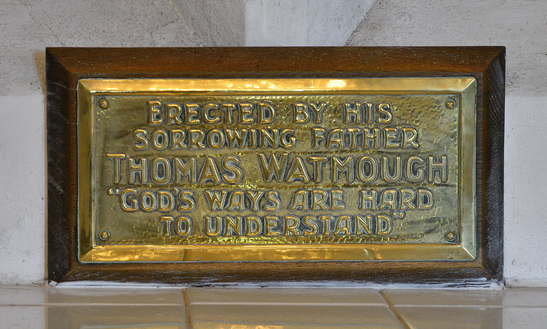 ERECTED BY HIS
SORROWING FATHER
THOMAS WATMOUGH
"GOD'S WAYS ARE HARD
TO UNDERSTAND"